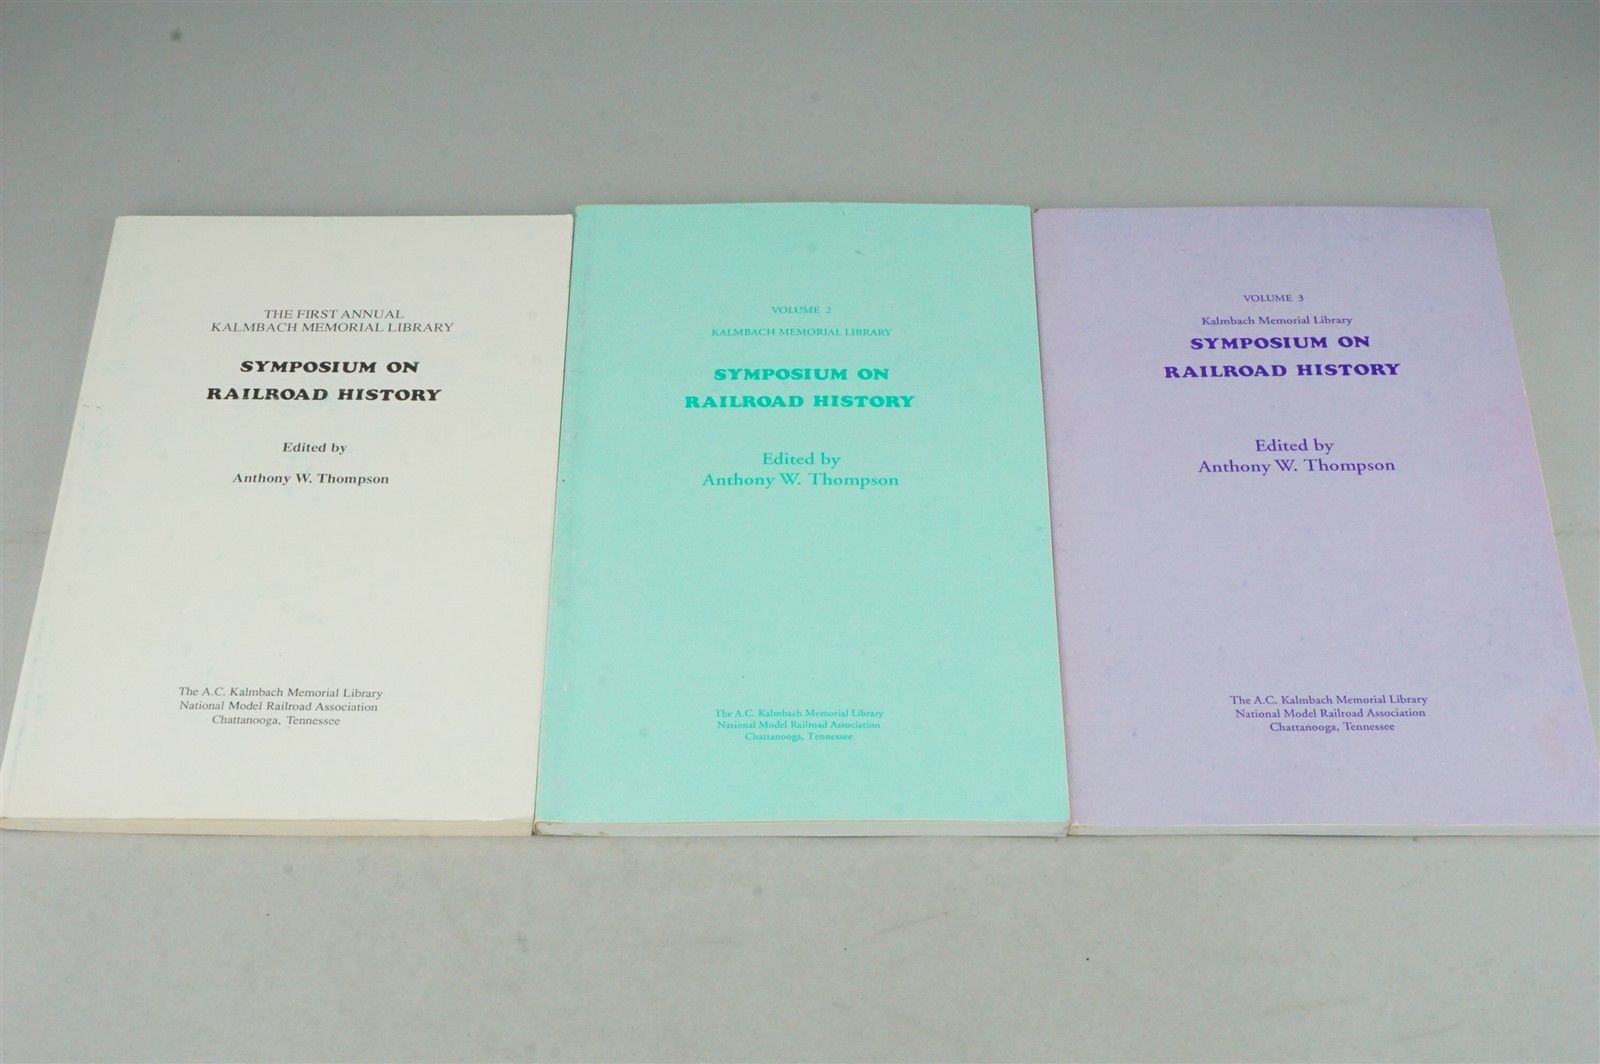 THE FIRST ANNUAL
KALMBACH MEMORIAL LIBRARY
SYMPOSIUM ON
RAILROAD HISTORY
Edited by
Anthony W. Thompson
The A.C. Kalmbach Memorial Library
National Model Railroad Association
Chattanooga, Tennessee
VOLUME 2
KALMBACH MEMORIAL LIBRARY
SYMPOSIUM ON
RAILROAD HISTORY
Edited by
Anthony W. Thompson
The A.C. Kalmbach Memorial Library
National Model Railroad Association
Chattanooga, Tennessee
VOLUME 3
Kalmbach Memorial Library
SYMPOSIUM ON
RAILROAD HISTORY
Edited by
Anthony W. Thompson
The A.C. Kalmbach Memorial Library
National Model Railroad Association
Chattanooga, Tennessee